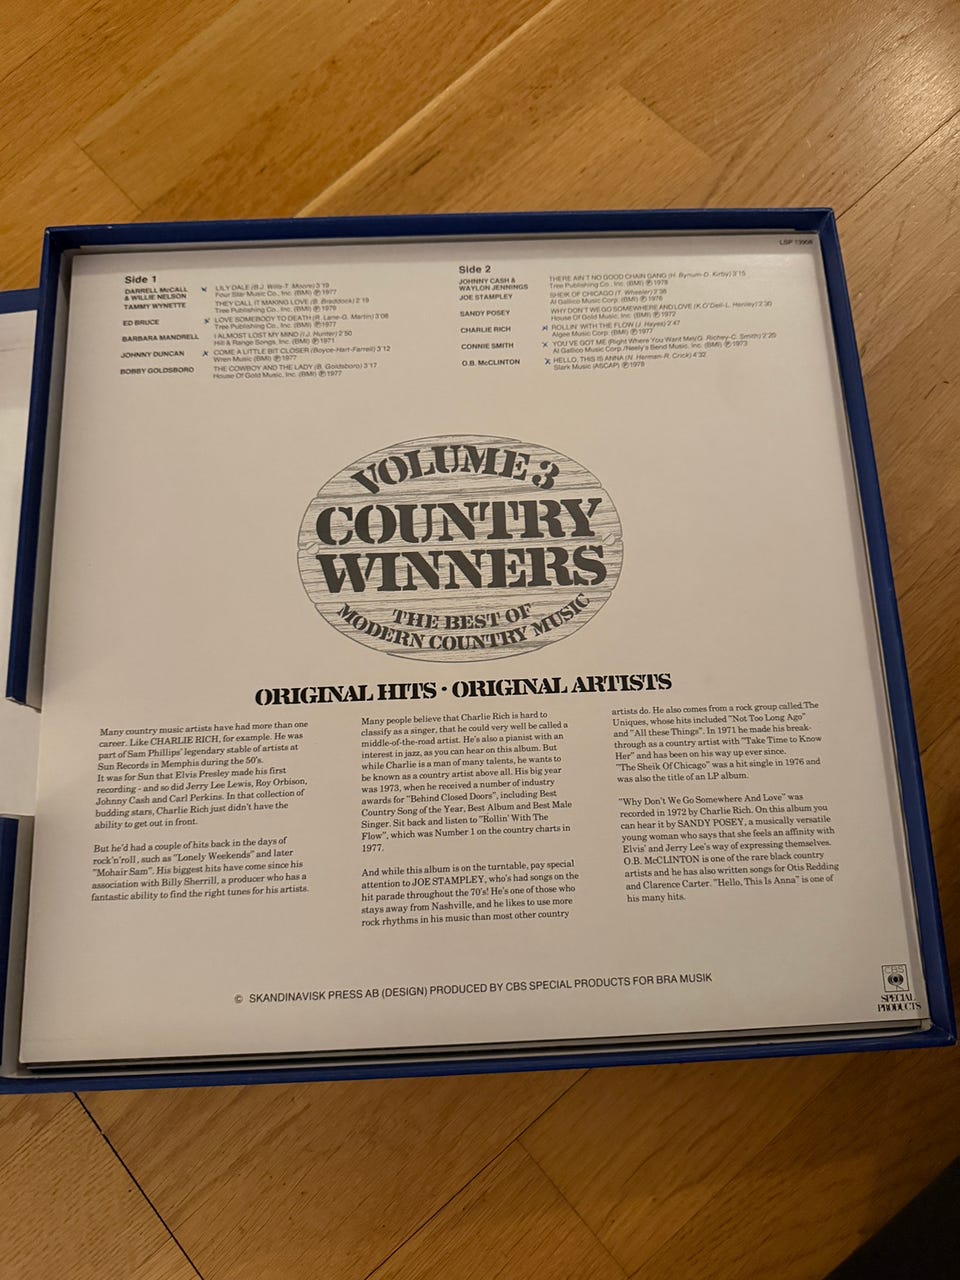 LSP 13908
Side 1
DARRELL McCALL & WILLIE NELSON
LILY DALE (B.J. Wills-T. Moore) 3'19
Four Star Music Co., Inc. (BMI) ℗1977
TAMMY WYNETTE
THEY CALL IT MAKING LOVE (B. Braddock) 2'19
Tree Publishing Co., Inc. (BMI) ℗1979
ED BRUCE
LOVE SOMEBODY TO DEATH (R. Lane-G. Martin) 3'08
Tree Publishing Co., Inc. (BMI) ℗1977
BARBARA MANDRELL
I ALMOST LOST MY MIND (I.J. Hunter) 2'50
Hill & Range Songs, Inc. (BMI) ℗1971
JOHNNY DUNCAN
COME A LITTLE BIT CLOSER (Boyce-Hart-Farrell) 3'12
Wren Music (BMI) ℗1977
BOBBY GOLDSBORO
THE COWBOY AND THE LADY (B. Goldsboro) 3'17
House Of Gold Music, Inc. (BMI) ℗1977
Side 2
JOHNNY CASH & WAYLON JENNINGS
THERE AIN'T NO GOOD CHAIN GANG (H. Bynum-D. Kirby) 3'15
Tree Publishing Co., Inc. (BMI) ℗1978
JOE STAMPLEY
SHEIK OF CHICAGO (T. Wheeler) 2'38
Al Gallico Music Corp. (BMI) ℗1976
SANDY POSEY
WHY DON'T WE GO SOMEWHERE AND LOVE (K. O'Dell-L. Henley) 2'30
House Of Gold Music, Inc. (BMI) ℗1972
CHARLIE RICH
ROLLIN' WITH THE FLOW (J. Hayes) 2'47
Algee Music Corp. (BMI) ℗1977
CONNIE SMITH
YOU'VE GOT ME (Right Where You Want Me) (G. Richey-C. Smith) 2'20
Al Gallico Music Corp./Neely's Bend Music, Inc. (BMI) ℗1973
O.B. McCLINTON
HELLO, THIS IS ANNA (N. Herman-R. Crick) 4'32
Stark Music (ASCAP) ℗1978
VOLUME 3
COUNTRY
WINNERS
THE BEST OF
MODERN COUNTRY MUSIC
ORIGINAL HITS · ORIGINAL ARTISTS
Many country music artists have had more than one
career. Like CHARLIE RICH, for example. He was
part of Sam Phillips' legendary stable of artists at
Sun Records in Memphis during the 50's.
It was for Sun that Elvis Presley made his first
recording - and so did Jerry Lee Lewis, Roy Orbison,
Johnny Cash and Carl Perkins. In that collection of
budding stars, Charlie Rich just didn't have the
ability to get out in front.
But he'd had a couple of hits back in the days of
rock'n'roll, such as "Lonely Weekends" and later
"Mohair Sam". His biggest hits have come since his
association with Billy Sherrill, a producer who has a
fantastic ability to find the right tunes for his artists.
Many people believe that Charlie Rich is hard to
classify as a singer, that he could very well be called a
middle-of-the-road artist. He's also a pianist with an
interest in jazz, as you can hear on this album. But
while Charlie is a man of many talents, he wants to
be known as a country artist above all. His big year
was 1973, when he received a number of industry
awards for "Behind Closed Doors", including Best
Country Song of the Year, Best Album and Best Male
Singer. Sit back and listen to "Rollin' With The
Flow", which was Number 1 on the country charts in
1977.
And while this album is on the turntable, pay special
attention to JOE STAMPLEY, who's had songs on the
hit parade throughout the 70's! He's one of those who
stays away from Nashville, and he likes to use more
rock rhythms in his music than most other country
artists do. He also comes from a rock group called The
Uniques, whose hits included "Not Too Long Ago"
and "All these Things". In 1971 he made his break-
through as a country artist with "Take Time to Know
Her" and has been on his way up ever since.
"The Sheik Of Chicago" was a hit single in 1976 and
was also the title of an LP album.
"Why Don't We Go Somewhere And Love" was
recorded in 1972 by Charlie Rich. On this album you
can hear it by SANDY POSEY, a musically versatile
young woman who says that she feels an affinity with
Elvis' and Jerry Lee's way of expressing themselves.
O.B. McCLINTON is one of the rare black country
artists and he has also written songs for Otis Redding
and Clarence Carter. "Hello, This Is Anna" is one of
his many hits.
© SKANDINAVISK PRESS AB (DESIGN) PRODUCED BY CBS SPECIAL PRODUCTS FOR BRA MUSIK
CBS
SPECIAL
PRODUCTS